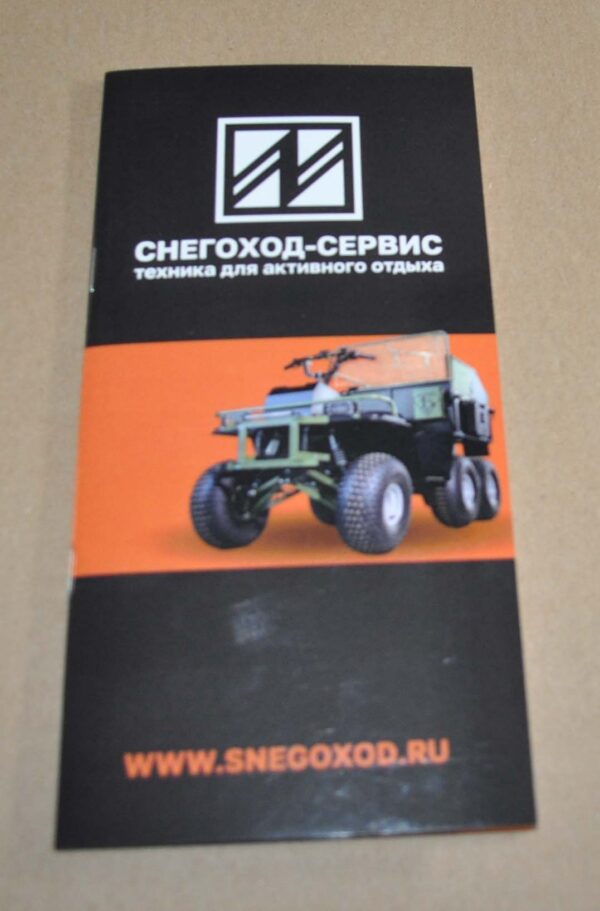 СНЕГОХОД-СЕРВИС
техника для активного отдыха
WWW.SNEGOXOD.RU